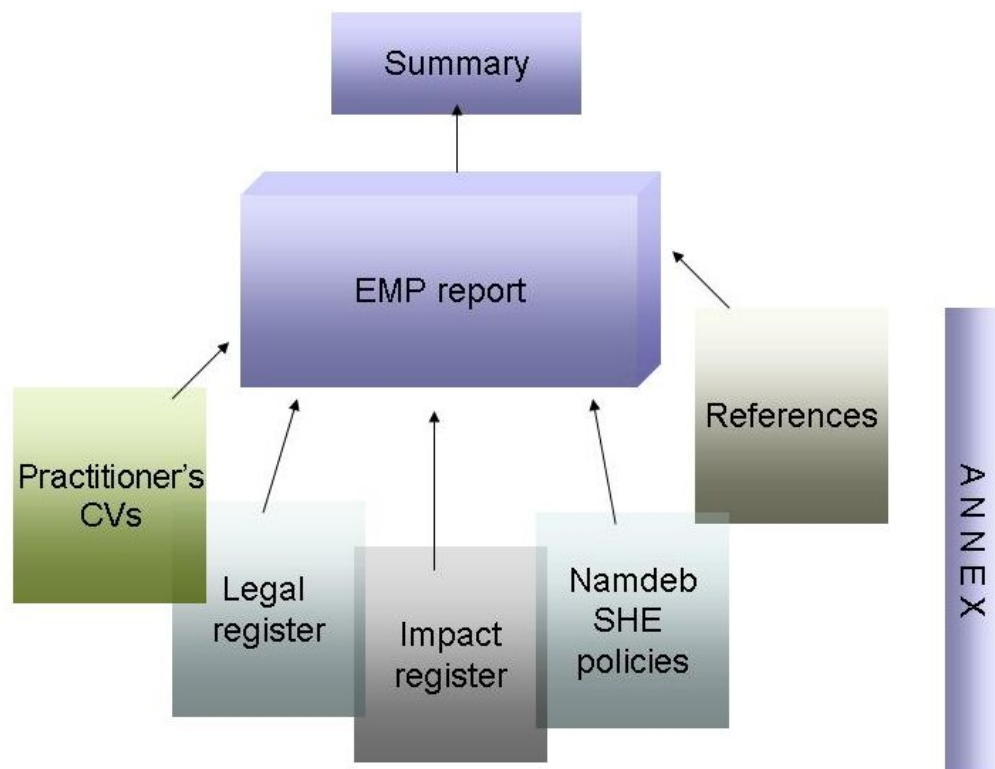 Summary
EMP report
References
Practitioner's
CVs
Legal
register
Impact
register
Namdeb
SHE
policies
ANNEX